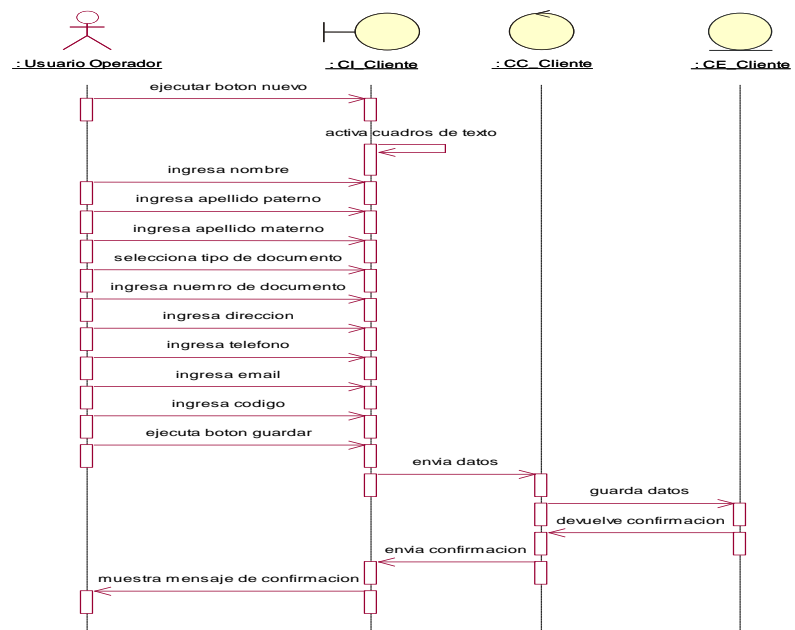 : Usuario Operador
: CI_Cliente
: CC_Cliente
: CE_Cliente
ejecutar boton nuevo
activa cuadros de texto
ingresa nombre
ingresa apellido paterno
ingresa apellido materno
selecciona tipo de documento
ingresa nuemro de documento
ingresa direccion
ingresa telefono
ingresa email
ingresa codigo
ejecuta boton guardar
envia datos
guarda datos
devuelve confirmacion
envia confirmacion
muestra mensaje de confirmacion